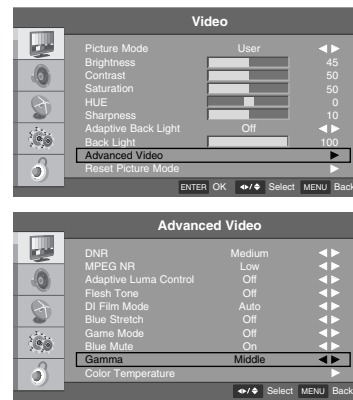 Video
Picture Mode User
Brightness 45
Contrast 50
Saturation 50
HUE 0
Sharpness 10
Adaptive Back Light Off
Back Light 100
Advanced Video
Reset Picture Mode
ENTER OK Select MENU Back
Advanced Video
DNR Medium
MPEG NR Low
Adaptive Luma Control Off
Flesh Tone Off
DI Film Mode Auto
Blue Stretch Off
Game Mode Off
Blue Mute On
Gamma Middle
Color Temperature
Select MENU Back